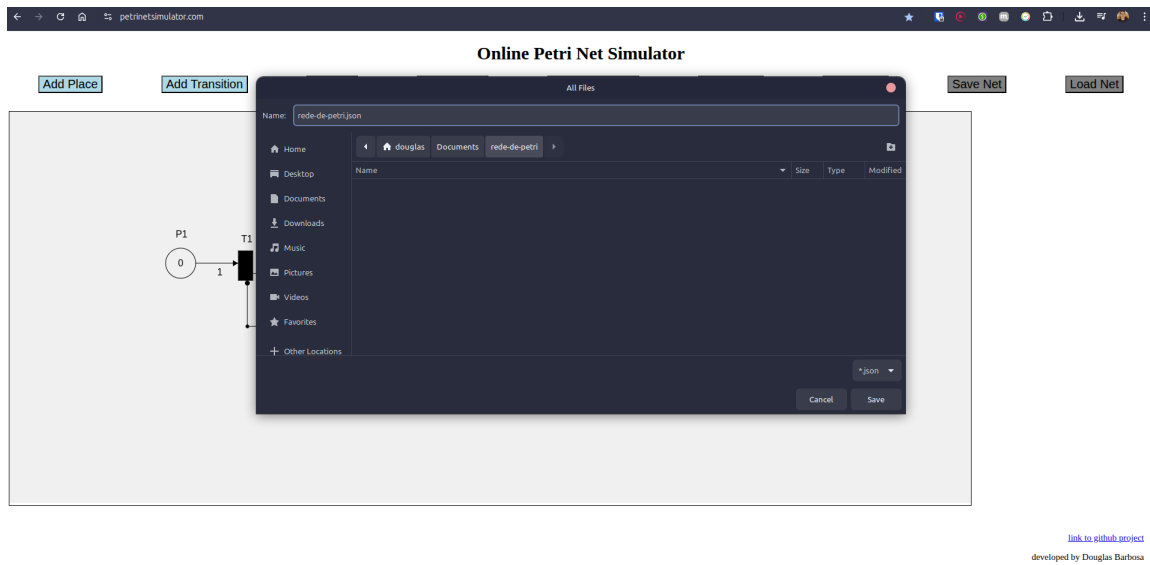 petrinetsimulator.com
Online Petri Net Simulator
Add Place
Add Transition
Save Net
Load Net
All Files
Name:
rede-de-petri.json
Home
douglas
Documents
rede-de-petri
Desktop
Name
Size
Type
Modified
Documents
Downloads
Music
Pictures
Videos
Favorites
Other Locations
P1
T1
0
1
*.json
Cancel
Save
link to github project
developed by Douglas Barbosa